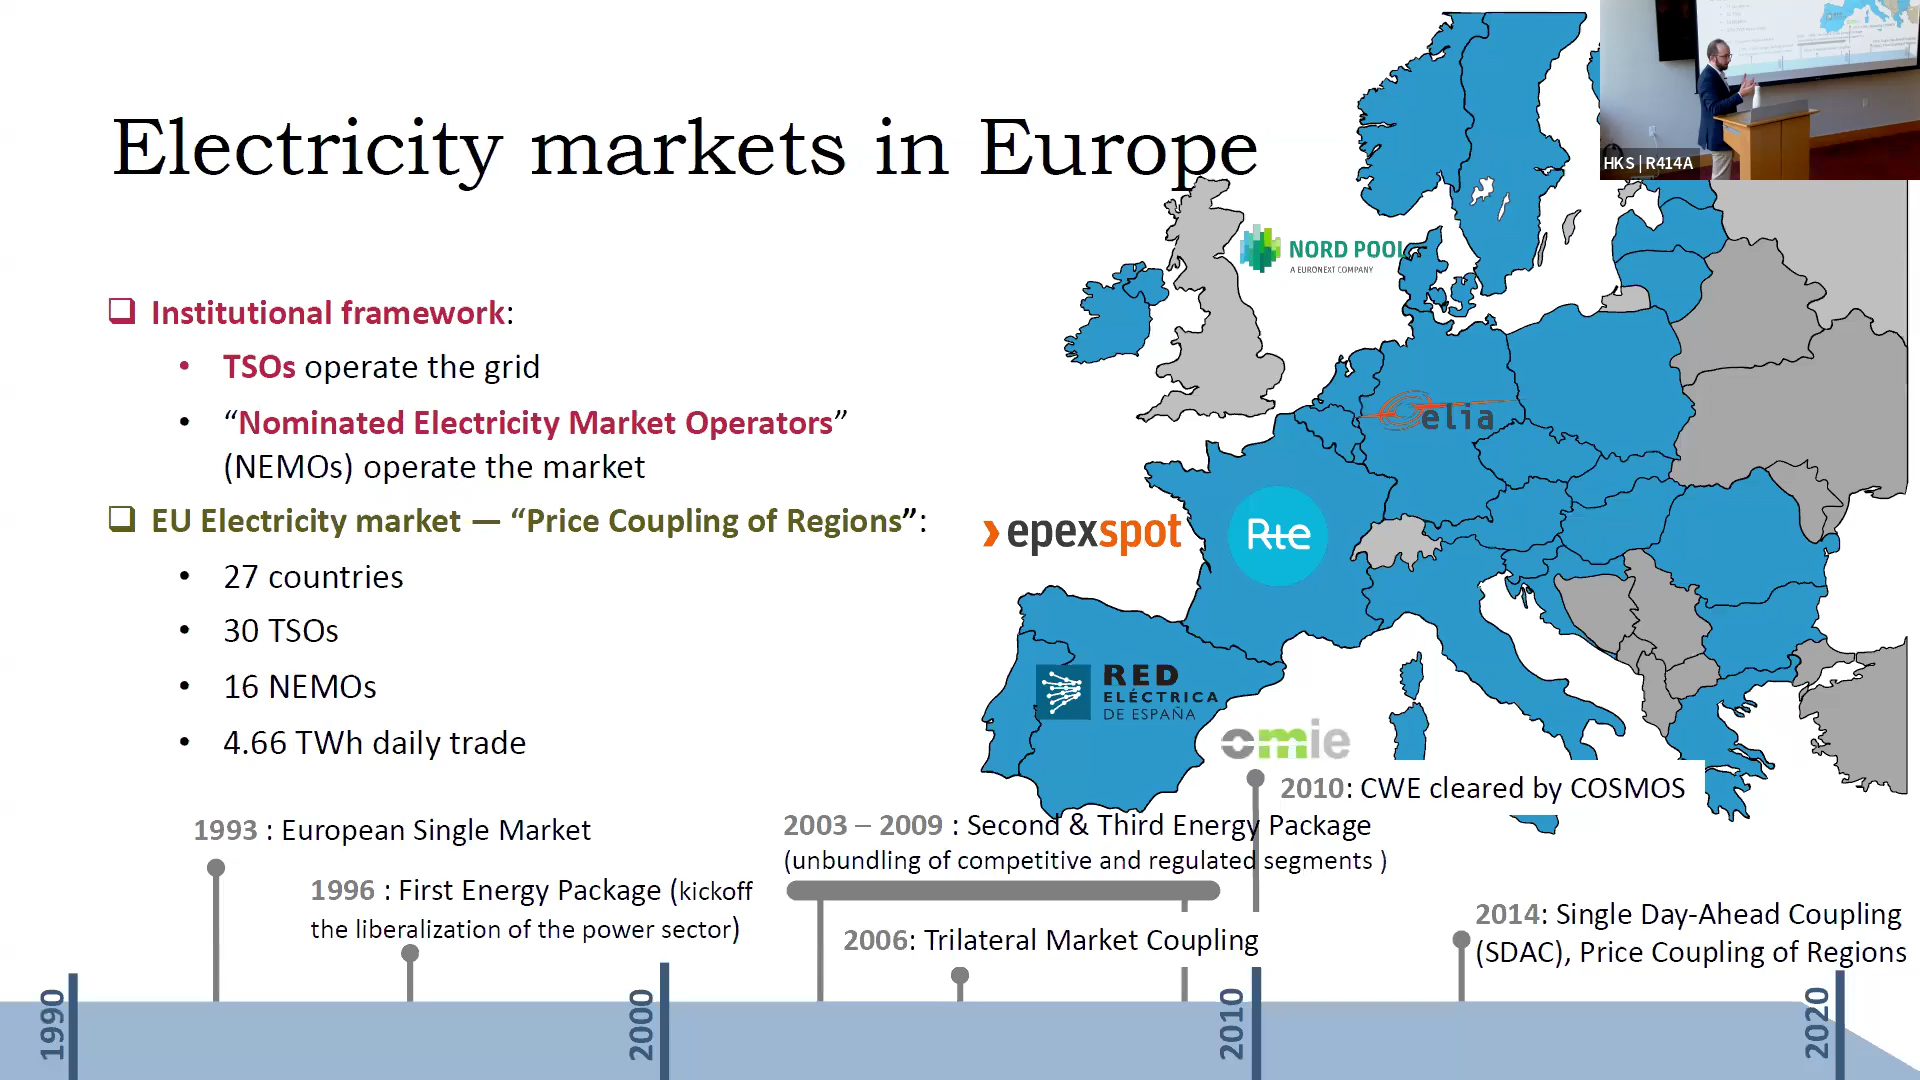 Electricity markets in Europe
HKS | R414A
NORD POOL
A EURONEXT COMPANY
❑ Institutional framework:
• TSOs operate the grid
• “Nominated Electricity Market Operators”
(NEMOs) operate the market
❑ EU Electricity market — “Price Coupling of Regions”:
• 27 countries
• 30 TSOs
• 16 NEMOs
• 4.66 TWh daily trade
elia
epexspot
Rte
RED
ELÉCTRICA
DE ESPAÑA
omie
2010: CWE cleared by COSMOS
1993 : European Single Market
2003 – 2009 : Second & Third Energy Package
(unbundling of competitive and regulated segments )
1996 : First Energy Package (kickoff
the liberalization of the power sector)
2006: Trilateral Market Coupling
2014: Single Day-Ahead Coupling
(SDAC), Price Coupling of Regions
1990
2000
2010
2020